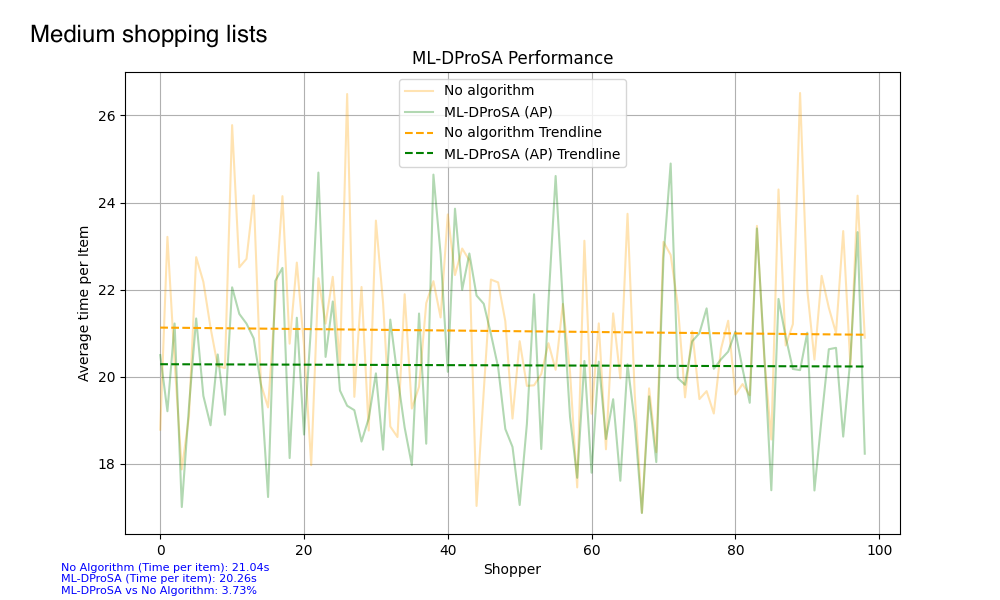 Medium shopping lists
ML-DProSA Performance
No algorithm
ML-DProSA (AP)
No algorithm Trendline
ML-DProSA (AP) Trendline
Average time per Item
26
24
22
20
18
0 20 40 60 80 100
Shopper
No Algorithm (Time per item): 21.04s
ML-DProSA (Time per item): 20.26s
ML-DProSA vs No Algorithm: 3.73%